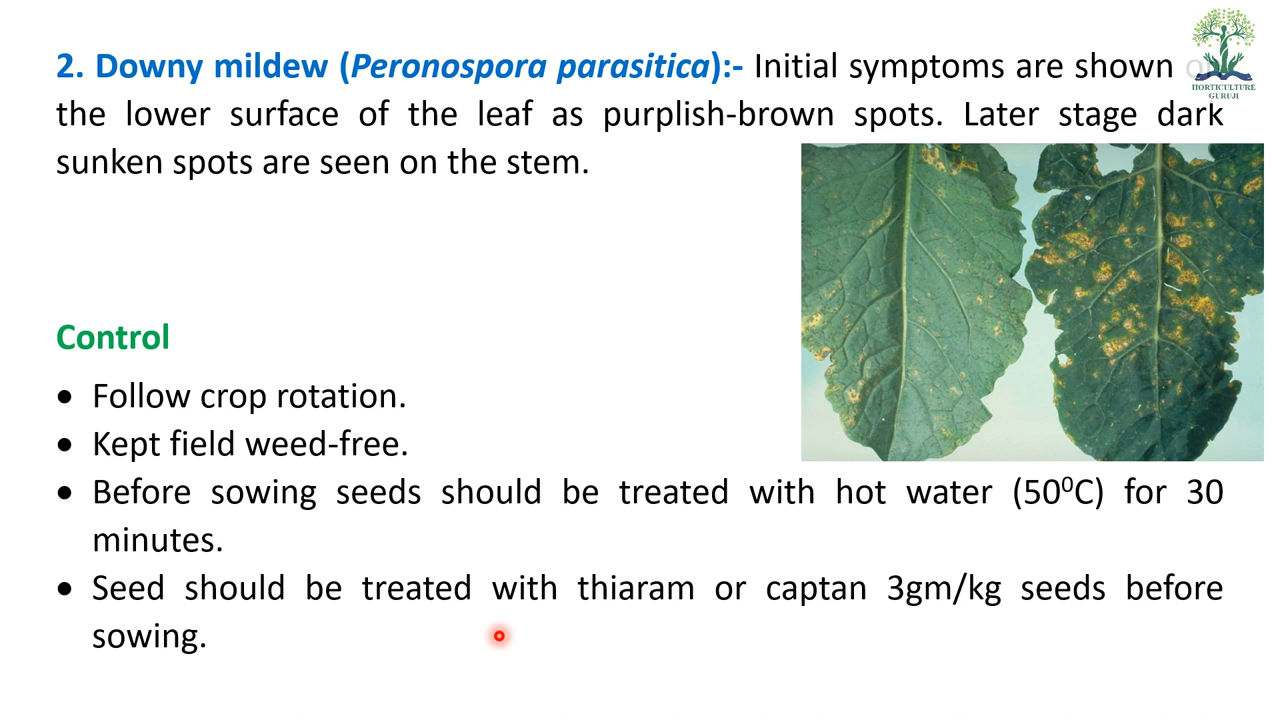 2. Downy mildew (Peronospora parasitica):- Initial symptoms are shown
the lower surface of the leaf as purplish-brown spots. Later stage dark
sunken spots are seen on the stem.
HORTICULTURE
GURUJI
Control
• Follow crop rotation.
• Kept field weed-free.
• Before sowing seeds should be treated with hot water (50⁰C) for 30
minutes.
• Seed should be treated with thiaram or captan 3gm/kg seeds before
sowing.